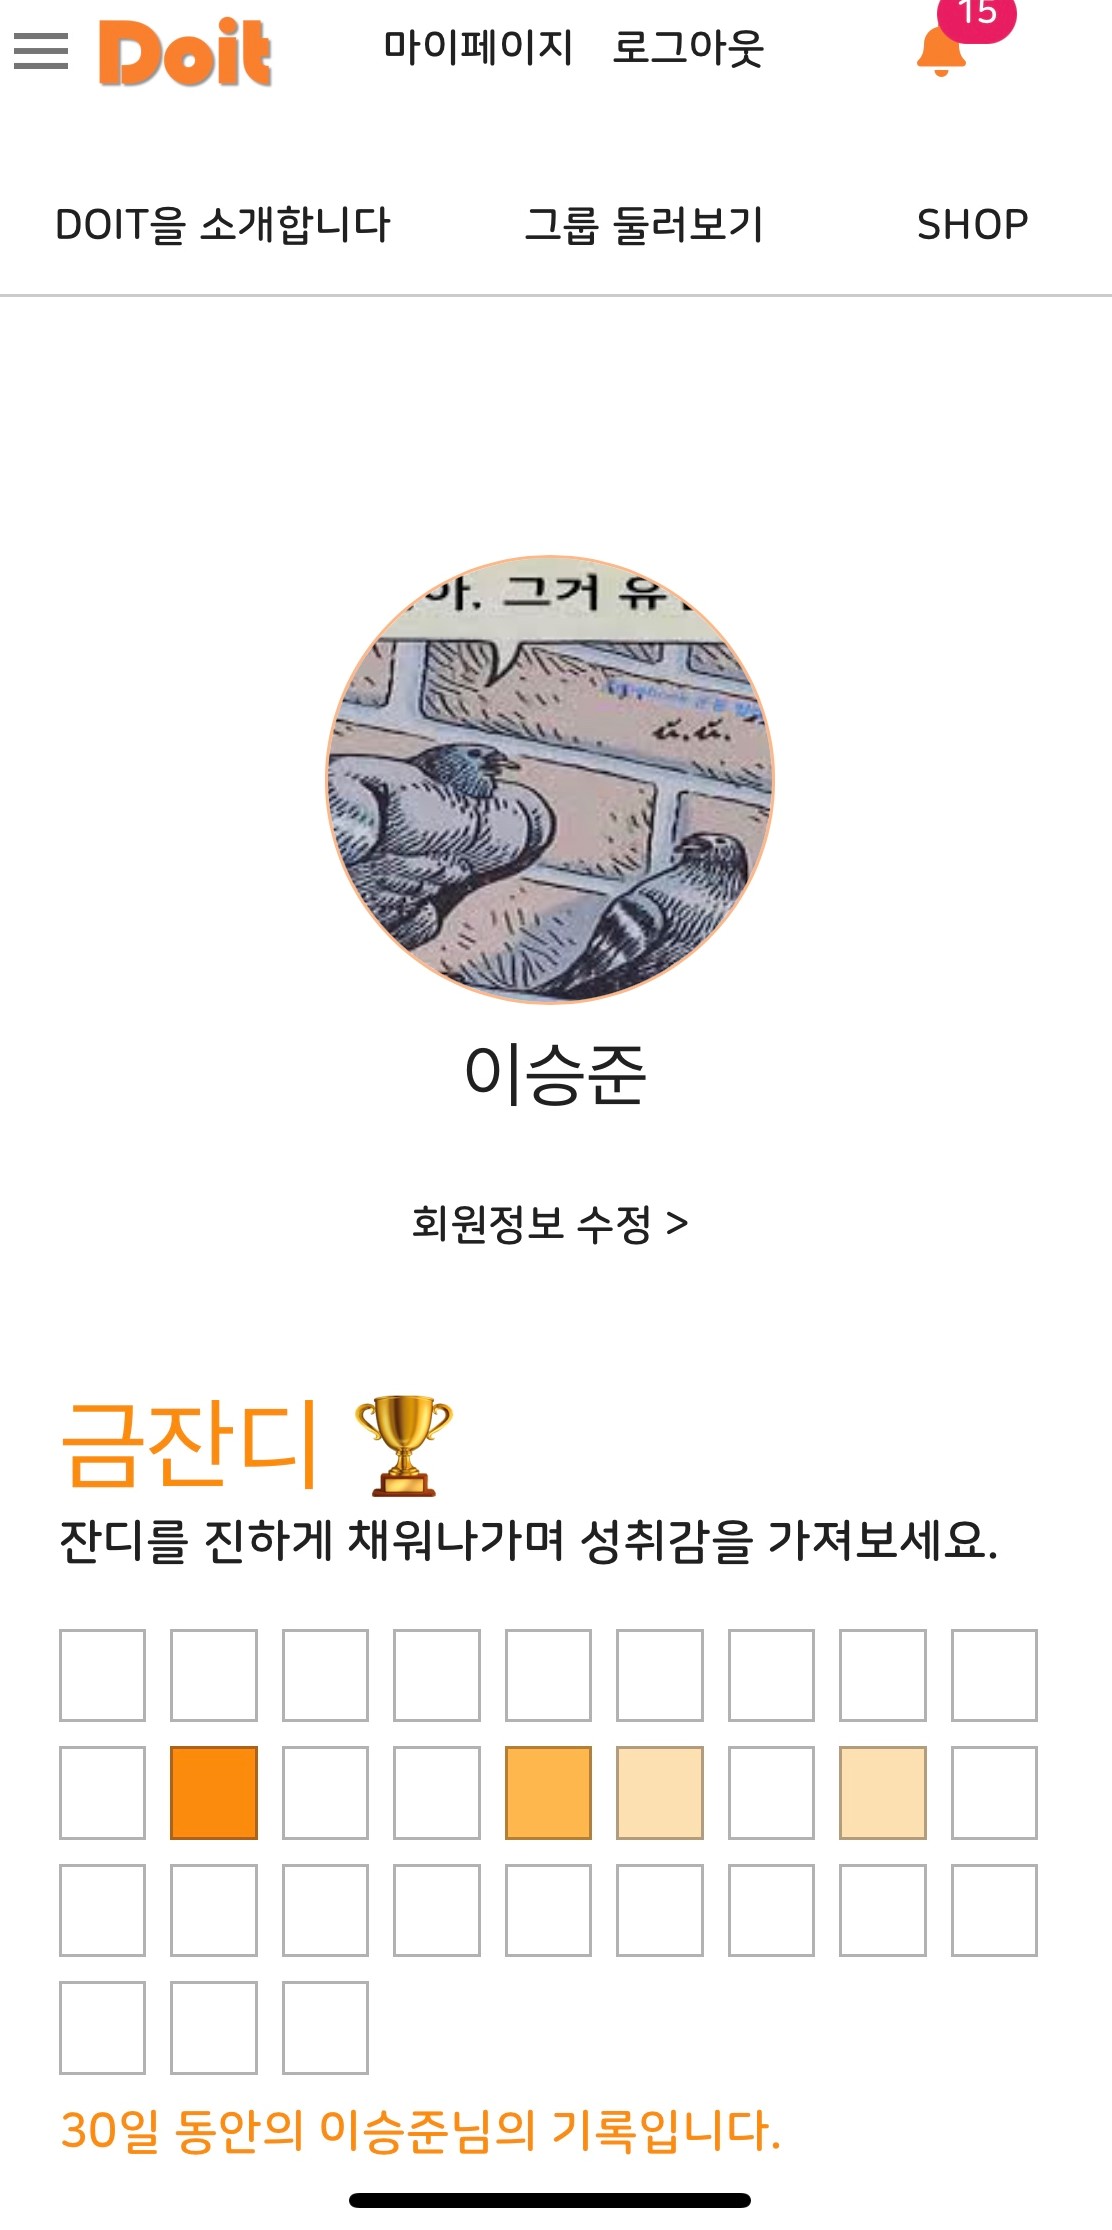 Doit
마이페이지 로그아웃
15
DOIT을 소개합니다 그룹 둘러보기 SHOP
그거
이승준
회원정보 수정 >
금잔디
잔디를 진하게 채워나가며 성취감을 가져보세요.
30일 동안의 이승준님의 기록입니다.